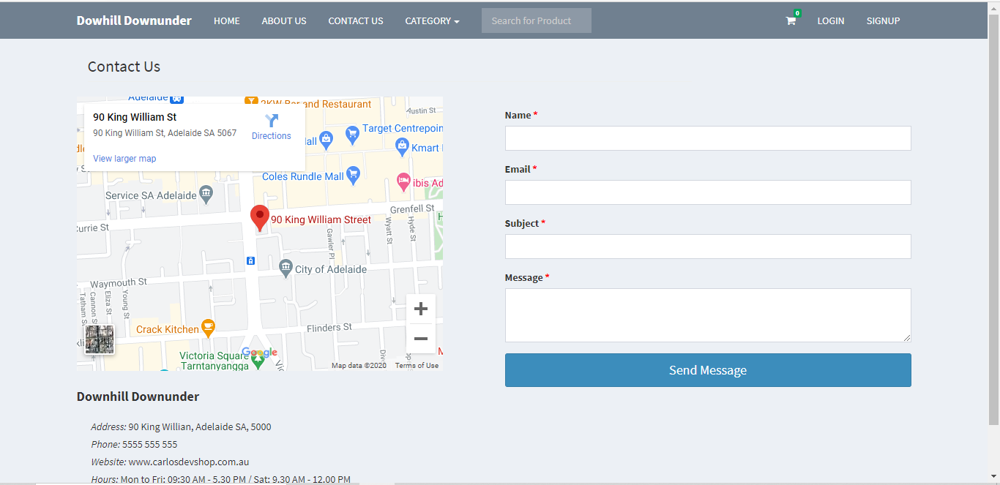 Dowhill Downunder HOME ABOUT US CONTACT US CATEGORY Search for Product 0 LOGIN SIGNUP
Contact Us
Adelaide
2KW Bar and Restaurant
Austin St
90 King William St
90 King William St, Adelaide SA 5067
Directions
View larger map
Target Centrepoin
Kmart
Coles Rundle Mall
ibis Ad
Service SA Adelaide
Grenfell St
90 King William Street
Currie St
Gawler Pl
Wyatt St
Hyde St
City of Adelaide
Waymouth St
Tatham S
Cannon S
Eliza St
Young St
Crack Kitchen
Flinders St
Google
Victoria Square
Tarntanyangga
Map data ©2020 Terms of Use
Name *
Email *
Subject *
Message *
Send Message
Downhill Downunder
Address: 90 King Willian, Adelaide SA, 5000
Phone: 5555 555 555
Website: www.carlosdevshop.com.au
Hours: Mon to Fri: 09:30 AM - 5.30 PM / Sat: 9.30 AM - 12.00 PM